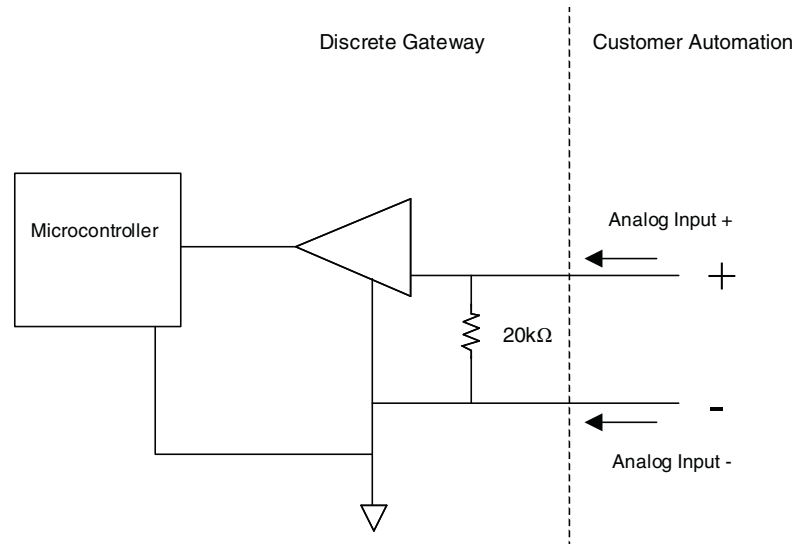 Discrete Gateway
Customer Automation
Microcontroller
Analog Input +
+
20kΩ
-
Analog Input -